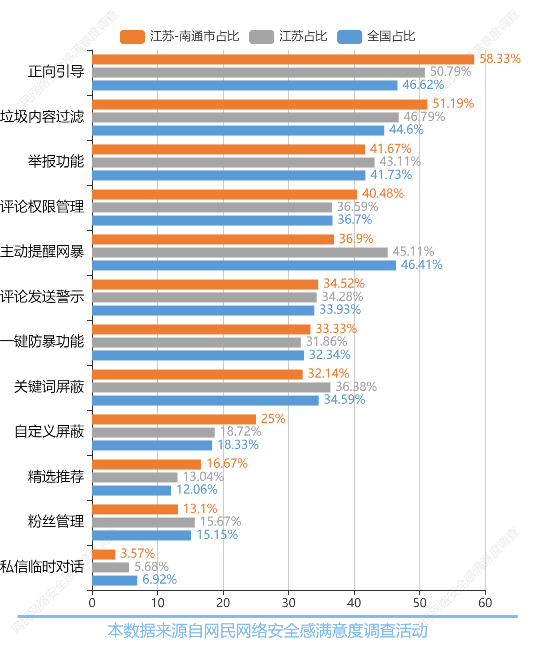 江苏-南通市占比 江苏占比 全国占比
正向引导 58.33% 50.79% 46.62%
垃圾内容过滤 51.19% 46.79% 44.6%
举报功能 41.67% 43.11% 41.73%
评论权限管理 40.48% 36.59% 36.7%
主动提醒网暴 36.9% 45.11% 46.41%
评论发送警示 34.52% 34.28% 33.93%
一键防暴功能 33.33% 31.86% 32.34%
关键词屏蔽 32.14% 36.38% 34.59%
自定义屏蔽 25% 18.72% 18.33%
精选推荐 16.67% 13.04% 12.06%
粉丝管理 13.1% 15.67% 15.15%
私信临时对话 3.57% 5.68% 6.92%
0 10 20 30 40 50 60
本数据来源自网民网络安全感满意度调查活动